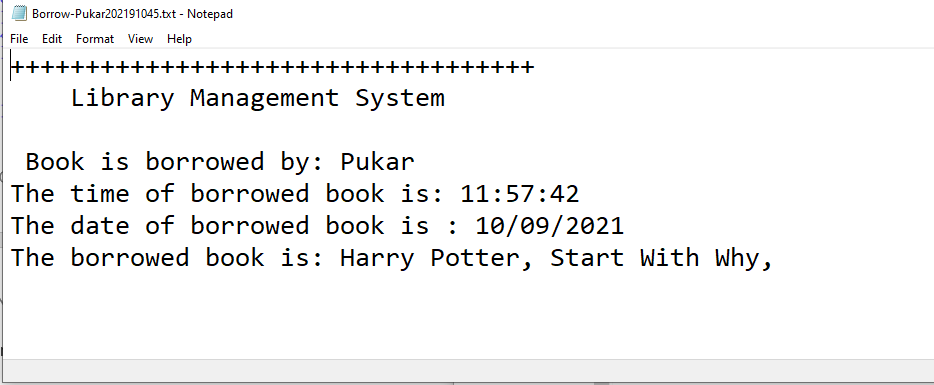 Borrow-Pukar202191045.txt - Notepad
File Edit Format View Help
+++++++++++++++++++++++++++++++++++
Library Management System
Book is borrowed by: Pukar
The time of borrowed book is: 11:57:42
The date of borrowed book is : 10/09/2021
The borrowed book is: Harry Potter, Start With Why,